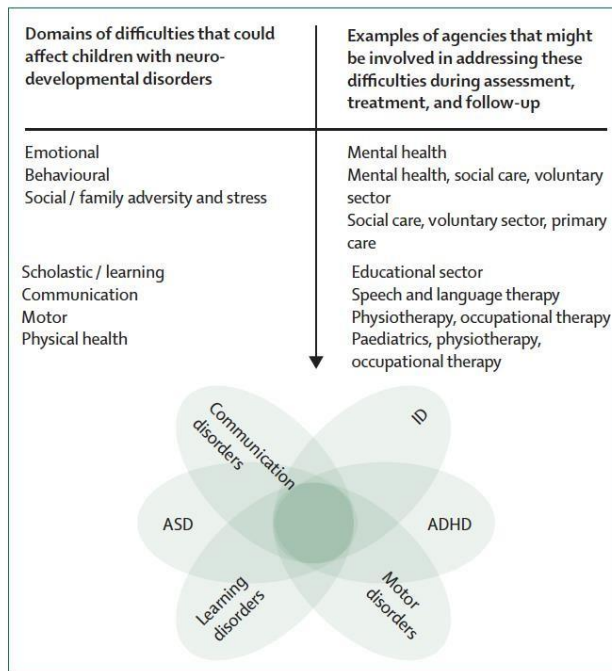 Domains of difficulties that could
affect children with neuro-
developmental disorders
Examples of agencies that might
be involved in addressing these
difficulties during assessment,
treatment, and follow-up
Emotional
Behavioural
Social / family adversity and stress
Mental health
Mental health, social care, voluntary
sector
Social care, voluntary sector, primary
care
Scholastic / learning
Communication
Motor
Physical health
Educational sector
Speech and language therapy
Physiotherapy, occupational therapy
Paediatrics, physiotherapy,
occupational therapy
Communication
disorders
ID
ASD
ADHD
Learning
disorders
Motor
disorders